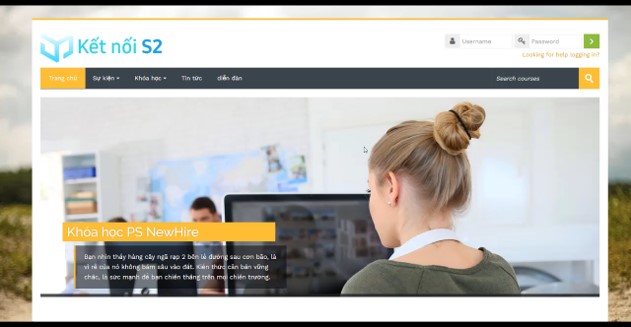 Kết nối S2
Username
Password
Looking for help logging in?
Trang chủ
Sự kiện
Khóa học
Tin tức
diễn đàn
Search courses
Khóa học PS NewHire
Bạn nhìn thấy hàng cây ngã rạp 2 bên lề đường sau cơn bão, là
vì rễ của nó không bám sâu vào đất. Kiến thức căn bản vững
chắc, là sức mạnh để bạn chiến thắng trên mọi chiến trường.